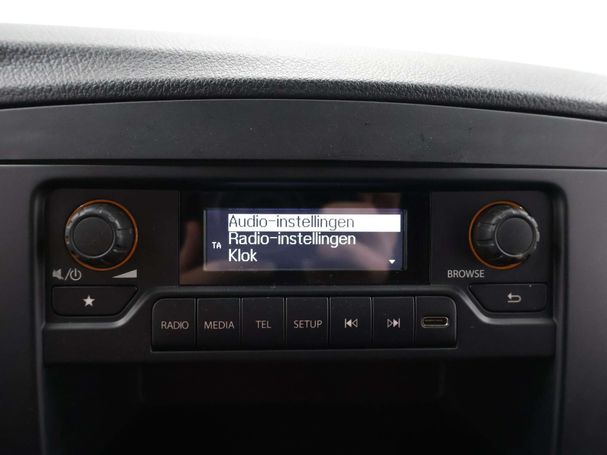 Audio-instellingen
TA Radio-instellingen
Klok
BROWSE
RADIO MEDIA TEL SETUP